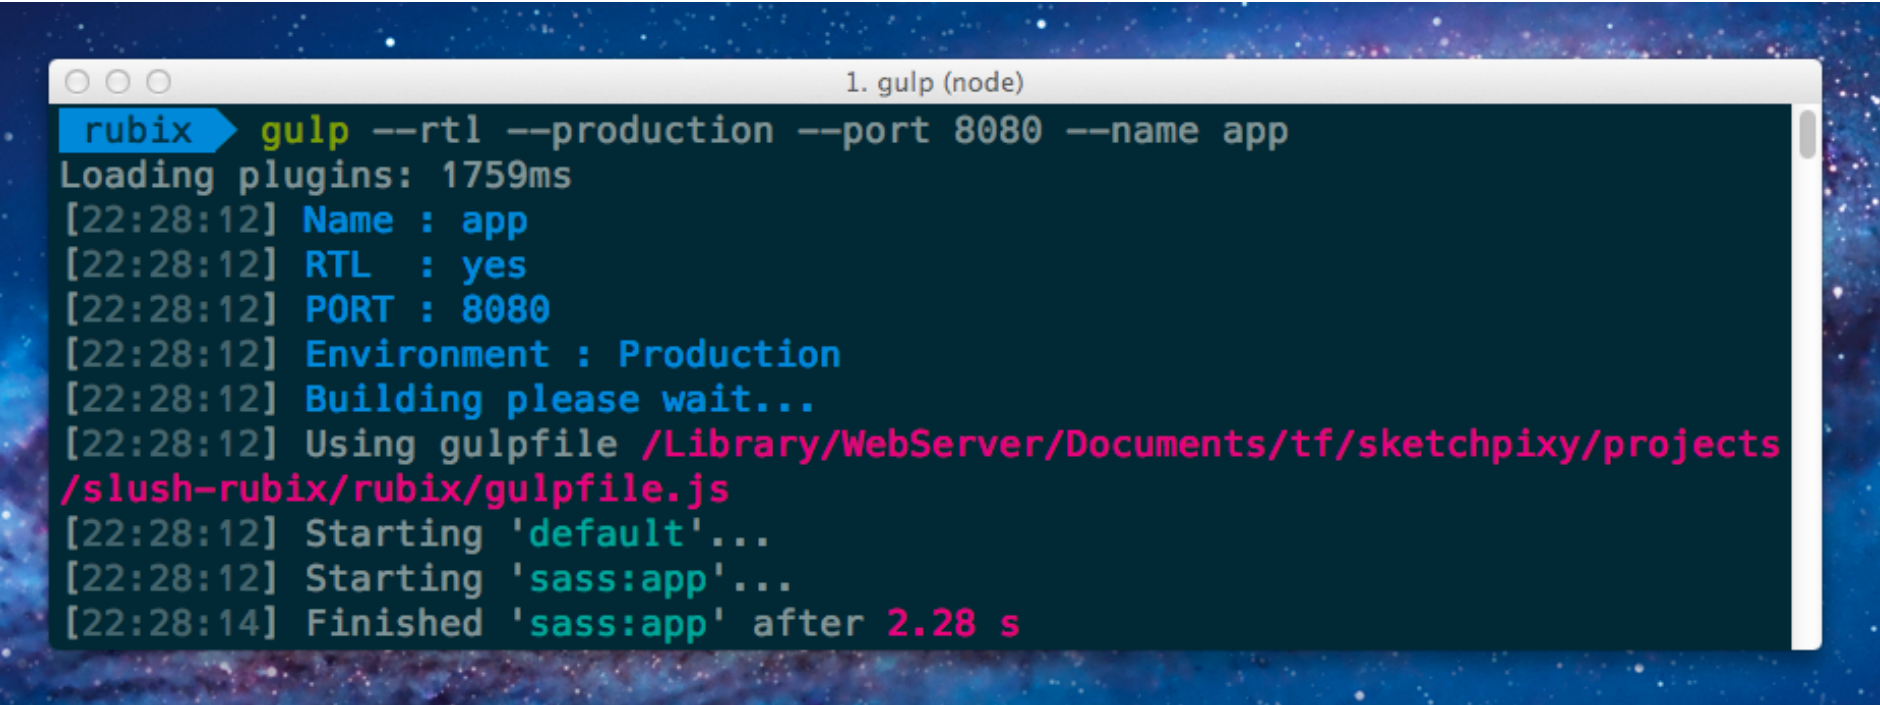 1. gulp (node)
rubix gulp --rtl --production --port 8080 --name app
Loading plugins: 1759ms
[22:28:12] Name : app
[22:28:12] RTL  : yes
[22:28:12] PORT : 8080
[22:28:12] Environment : Production
[22:28:12] Building please wait...
[22:28:12] Using gulpfile /Library/WebServer/Documents/tf/sketchpixy/projects
/slush-rubix/rubix/gulpfile.js
[22:28:12] Starting 'default'...
[22:28:12] Starting 'sass:app'...
[22:28:14] Finished 'sass:app' after 2.28 s